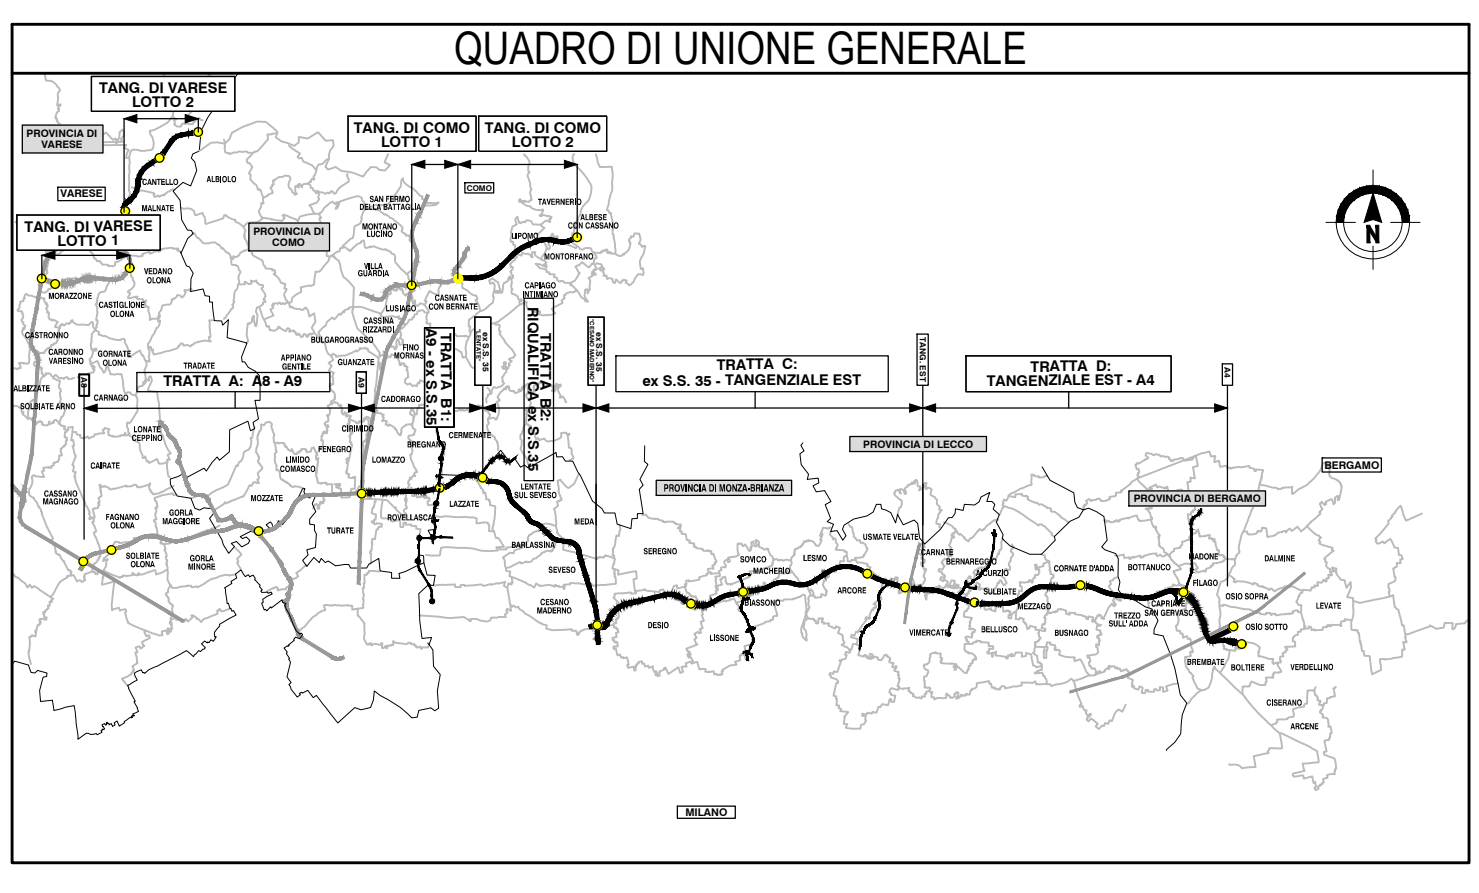 QUADRO DI UNIONE GENERALE
TANG. DI VARESE
LOTTO 2
PROVINCIA DI
VARESE
CANTELLO
ALBIOLO
VARESE
MALNATE
TANG. DI VARESE
LOTTO 1
PROVINCIA DI
COMO
VEDANO
OLONA
MORAZZONE
CASTIGLIONE
OLONA
CASTRONNO
CARONNO
VARESINO
GORNATE
OLONA
TRADATE
ALBIZZATE
SOLBIATE ARNO
CARNAGO
TANG. DI COMO
LOTTO 1
TANG. DI COMO
LOTTO 2
COMO
SAN FERMO
DELLA BATTAGLIA
MONTANO
LUCINO
VILLA
GUARDIA
TAVERNERIO
ALBESE
CON CASSANO
LIPOMO
MONTORFANO
CAPIAGO
INTIMIANO
CASNATE
CON BERNATE
LUSIAGO
CASSINA
RIZZARDI
BULGAROGRASSO
FINO
MORNAS
GUANZATE
APPIANO
GENTILE
CADORAGO
CIRIMIDO
FENEGRO
LOMAZZO
BREGNANO
CERMENATE
A8
TRATTA A: A8 - A9
A9
TRATTA B1:
A9 - ex S.S.35
ex S.S. 35
"LENTATE"
TRATTA B2:
RIQUALIFICA ex S.S.35
ex S.S. 35
"CESANO MADERNO"
TRATTA C:
ex S.S. 35 - TANGENZIALE EST
TANG. EST
TRATTA D:
TANGENZIALE EST - A4
A4
N
LONATE
CEPPINO
CAIRATE
CASSANO
MAGNAGO
FAGNANO
OLONA
SOLBIATE
OLONA
GORLA
MAGGIORE
GORLA
MINORE
MOZZATE
LIMIDO
COMASCO
TURATE
ROVELLASCA
LAZZATE
LENTATE
SUL SEVESO
MEDA
BARLASSINA
SEVESO
CESANO
MADERNO
PROVINCIA DI LECCO
PROVINCIA DI MONZA-BRIANZA
PROVINCIA DI BERGAMO
BERGAMO
SEREGNO
DESIO
LISSONE
SOVICO
MACHERIO
BIASSONO
LESMO
ARCORE
USMATE VELATE
CARNATE
BERNAREGGIO
AICURZIO
SULBIATE
VIMERCATE
MEZZAGO
BELLUSCO
CORNATE D'ADDA
BUSNAGO
TREZZO
SULL' ADDA
BOTTANUCO
MADONE
FILAGO
CAPRIATE
SAN GERVASO
DALMINE
OSIO SOPRA
OSIO SOTTO
LEVATE
BREMBATE
BOLTIERE
VERDELLINO
CISERANO
ARCENE
MILANO